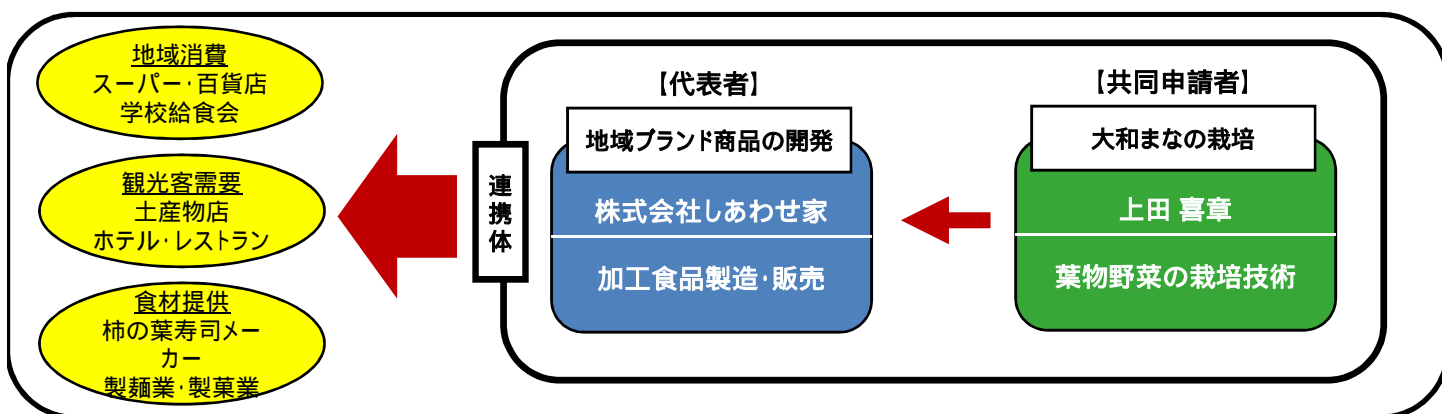 地域消費
スーパー・百貨店
学校給食会
観光客需要
土産物店
ホテル・レストラン
食材提供
柿の葉寿司メー
カー
製麺業・製菓業
連携体
【代表者】
地域ブランド商品の開発
株式会社しあわせ家
加工食品製造・販売
【共同申請者】
大和まなの栽培
上田 喜章
葉物野菜の栽培技術